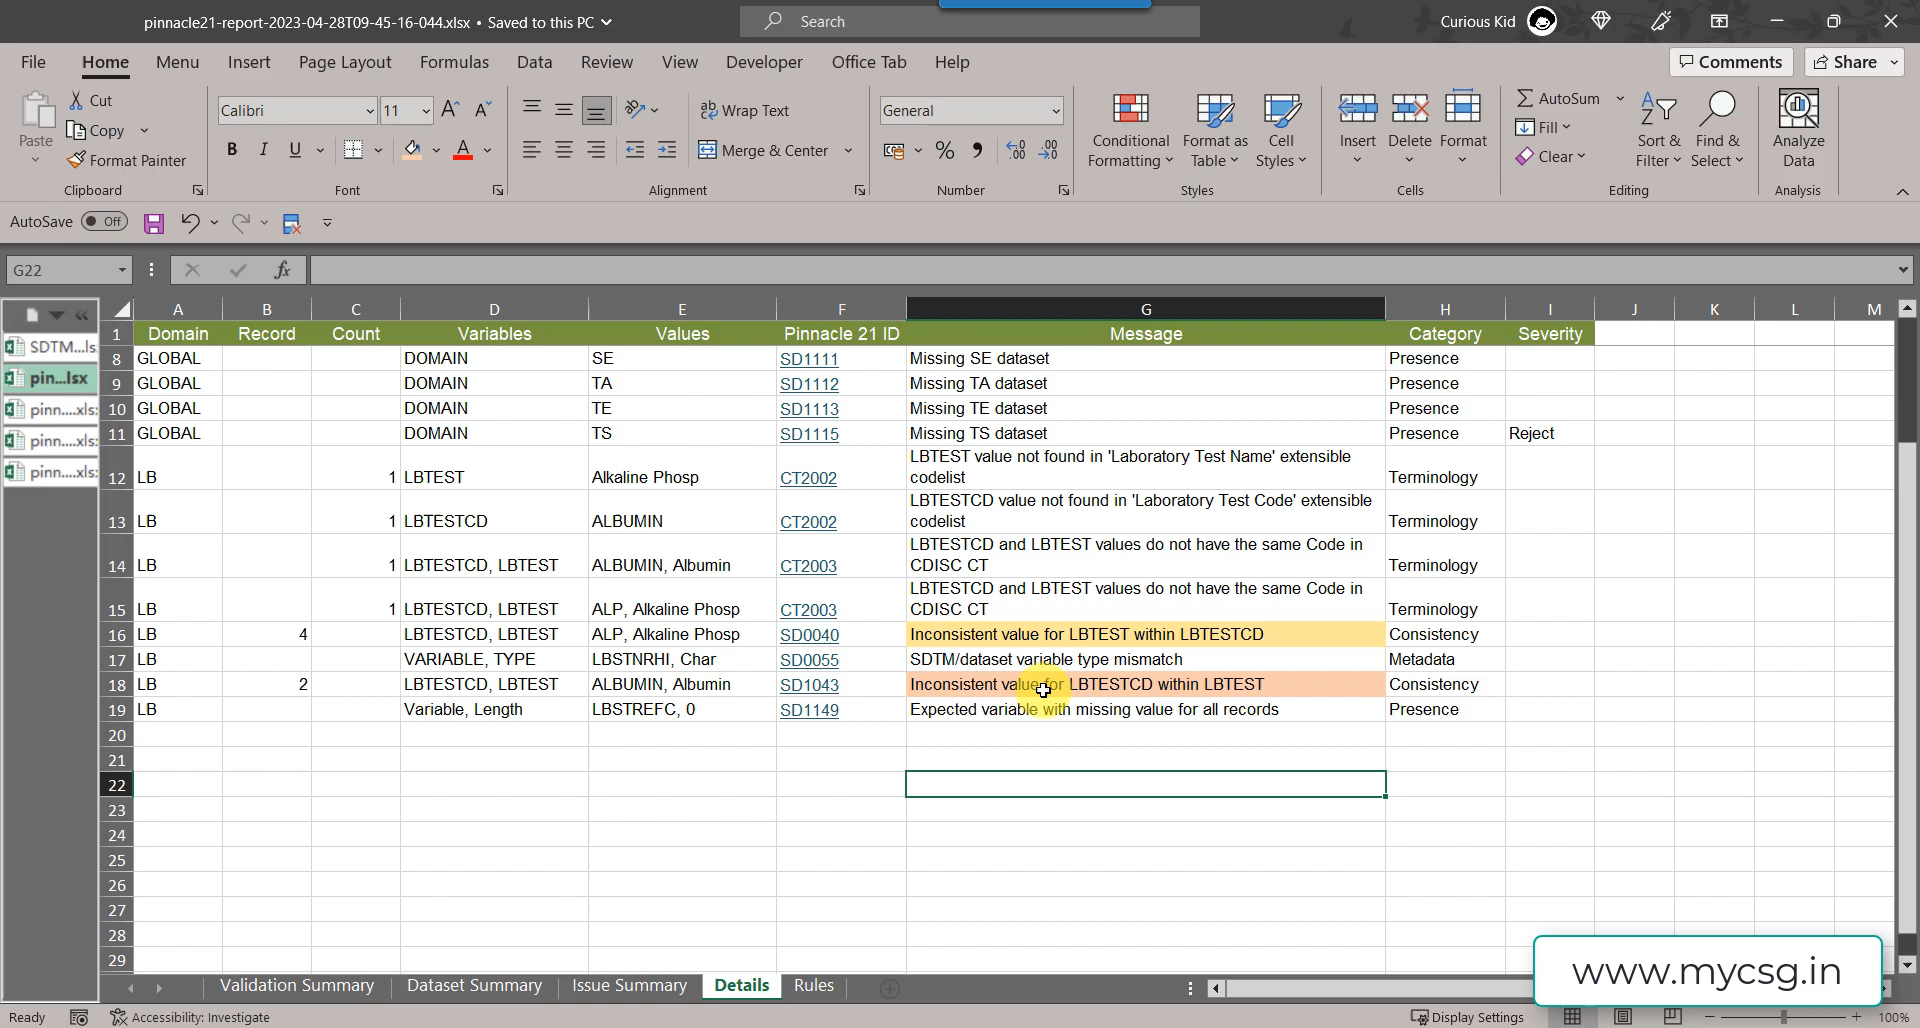 pinnacle21-report-2023-04-28T09-45-16-044.xlsx • Saved to this PC
Search
Curious Kid
File Home Menu Insert Page Layout Formulas Data Review View Developer Office Tab Help
Comments Share
Paste
Cut
Copy
Format Painter
Clipboard
Calibri 11
B I U A
Font
Wrap Text
Merge & Center
Alignment
General
Number
Conditional Formatting
Format as Table
Cell Styles
Styles
Insert Delete Format
Cells
AutoSum
Fill
Clear
Sort & Filter
Find & Select
Editing
Analyze Data
Analysis
AutoSave Off
G22
fx
SDTM...ls
pin...lsx
pinn....xls:
pinn....xls:
pinn....xls:
A B C D E F G H I J K L M
1 Domain Record Count Variables Values Pinnacle 21 ID Message Category Severity
8 GLOBAL DOMAIN SE SD1111 Missing SE dataset Presence
9 GLOBAL DOMAIN TA SD1112 Missing TA dataset Presence
10 GLOBAL DOMAIN TE SD1113 Missing TE dataset Presence
11 GLOBAL DOMAIN TS SD1115 Missing TS dataset Presence Reject
LBTEST value not found in 'Laboratory Test Name' extensible
12 LB 1 LBTEST Alkaline Phosp CT2002 codelist Terminology
LBTESTCD value not found in 'Laboratory Test Code' extensible
13 LB 1 LBTESTCD ALBUMIN CT2002 codelist Terminology
LBTESTCD and LBTEST values do not have the same Code in
14 LB 1 LBTESTCD, LBTEST ALBUMIN, Albumin CT2003 CDISC CT Terminology
LBTESTCD and LBTEST values do not have the same Code in
15 LB 1 LBTESTCD, LBTEST ALP, Alkaline Phosp CT2003 CDISC CT Terminology
16 LB 4 LBTESTCD, LBTEST ALP, Alkaline Phosp SD0040 Inconsistent value for LBTEST within LBTESTCD Consistency
17 LB VARIABLE, TYPE LBSTNRHI, Char SD0055 SDTM/dataset variable type mismatch Metadata
18 LB 2 LBTESTCD, LBTEST ALBUMIN, Albumin SD1043 Inconsistent value for LBTESTCD within LBTEST Consistency
19 LB Variable, Length LBSTREFC, 0 SD1149 Expected variable with missing value for all records Presence
20
21
22
23
24
25
26
27
28
29
www.mycsg.in
Validation Summary Dataset Summary Issue Summary Details Rules
Ready Accessibility: Investigate Display Settings 100%